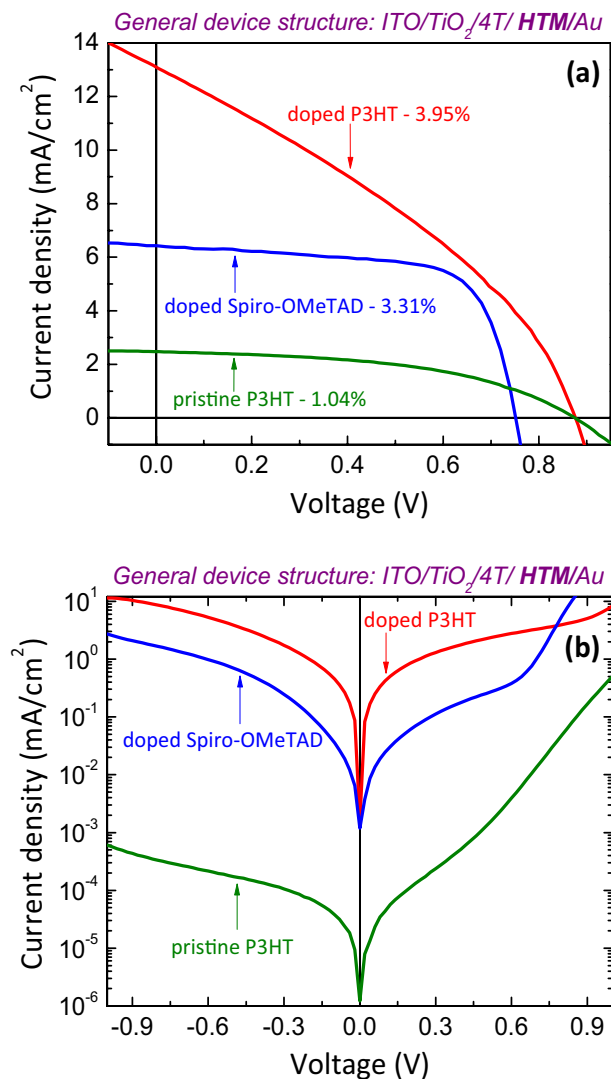 General device structure: ITO/TiO2/4T/ HTM/Au
14
12
10
8
6
4
2
0
Current density (mA/cm2)
(a)
doped P3HT - 3.95%
doped Spiro-OMeTAD - 3.31%
pristine P3HT - 1.04%
0.0 0.2 0.4 0.6 0.8
Voltage (V)
General device structure: ITO/TiO2/4T/ HTM/Au
10^1
10^0
10^-1
10^-2
10^-3
10^-4
10^-5
10^-6
Current density (mA/cm2)
(b)
doped P3HT
doped Spiro-OMeTAD
pristine P3HT
-0.9 -0.6 -0.3 0.0 0.3 0.6 0.9
Voltage (V)